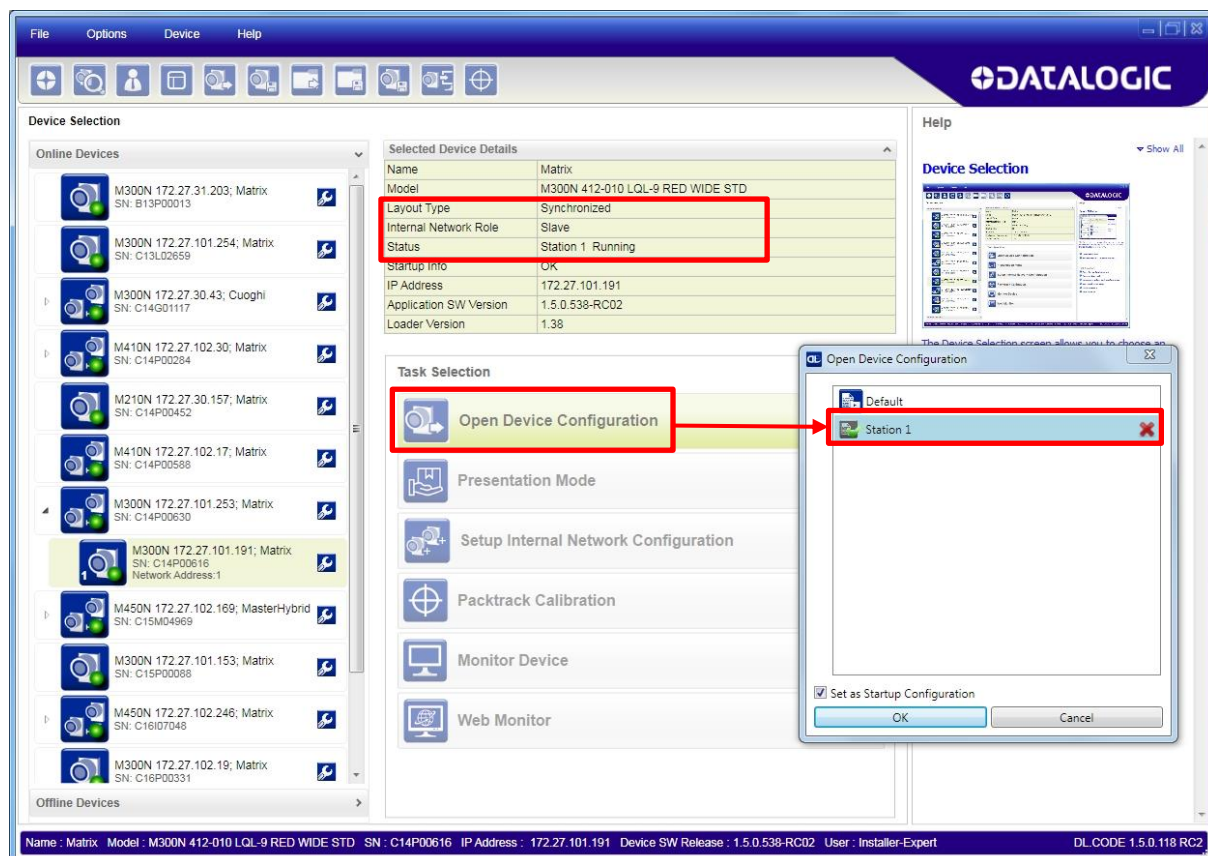 File Options Device Help
DATALOGIC
Device Selection
Online Devices
M300N 172.27.31.203; Matrix
SN: B13P00013
M300N 172.27.101.254; Matrix
SN: C13L02659
M300N 172.27.30.43; Cuoghi
SN: C14G01117
M410N 172.27.102.30; Matrix
SN: C14P00284
M210N 172.27.30.157; Matrix
SN: C14P00452
M410N 172.27.102.17; Matrix
SN: C14P00588
M300N 172.27.101.253; Matrix
SN: C14P00630
1
M300N 172.27.101.191; Matrix
SN: C14P00616
Network Address:1
M450N 172.27.102.169; MasterHybrid
SN: C15M04969
M300N 172.27.101.153; Matrix
SN: C15P00088
M450N 172.27.102.246; Matrix
SN: C16I07048
M300N 172.27.102.19; Matrix
SN: C16P00331
Offline Devices
Selected Device Details
Name Matrix
Model M300N 412-010 LQL-9 RED WIDE STD
Layout Type Synchronized
Internal Network Role Slave
Status Station 1 Running
Startup Info OK
IP Address 172.27.101.191
Application SW Version 1.5.0.538-RC02
Loader Version 1.38
Task Selection
Open Device Configuration
Presentation Mode
Setup Internal Network Configuration
Packtrack Calibration
Monitor Device
Web Monitor
Help
Show All
Device Selection
The Device Selection screen allows you to choose an
Open Device Configuration
Default
Station 1
Set as Startup Configuration
OK Cancel
Name : Matrix Model : M300N 412-010 LQL-9 RED WIDE STD SN : C14P00616 IP Address : 172.27.101.191 Device SW Release : 1.5.0.538-RC02 User : Installer-Expert DL.CODE 1.5.0.118 RC2